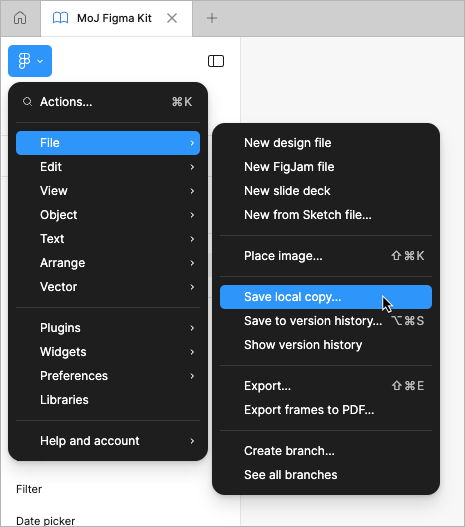 MoJ Figma Kit
Actions... ⌘K
File
Edit
View
Object
Text
Arrange
Vector
Plugins
Widgets
Preferences
Libraries
Help and account
New design file
New FigJam file
New slide deck
New from Sketch file...
Place image... ⇧⌘K
Save local copy...
Save to version history... ⌥⌘S
Show version history
Export... ⇧⌘E
Export frames to PDF...
Create branch...
See all branches
Filter
Date picker